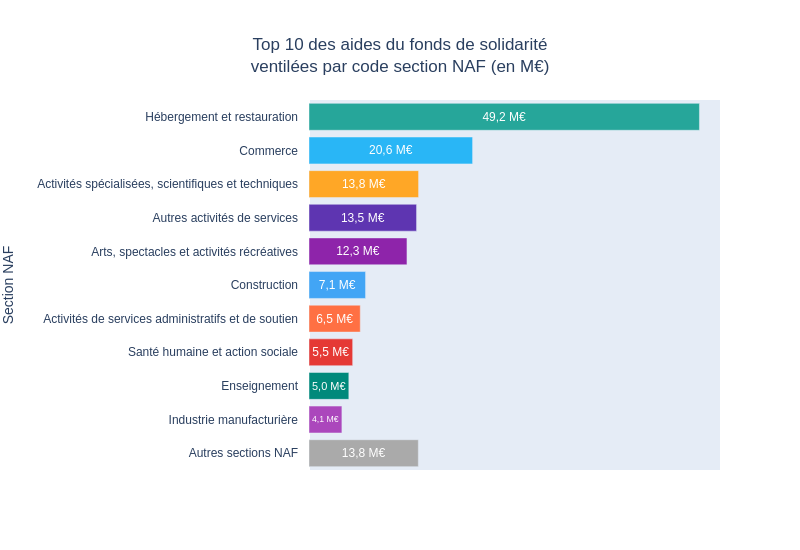 Top 10 des aides du fonds de solidarité
ventilées par code section NAF (en M€)
Section NAF
Hébergement et restauration 49,2 M€
Commerce 20,6 M€
Activités spécialisées, scientifiques et techniques 13,8 M€
Autres activités de services 13,5 M€
Arts, spectacles et activités récréatives 12,3 M€
Construction 7,1 M€
Activités de services administratifs et de soutien 6,5 M€
Santé humaine et action sociale 5,5 M€
Enseignement 5,0 M€
Industrie manufacturière 4,1 M€
Autres sections NAF 13,8 M€